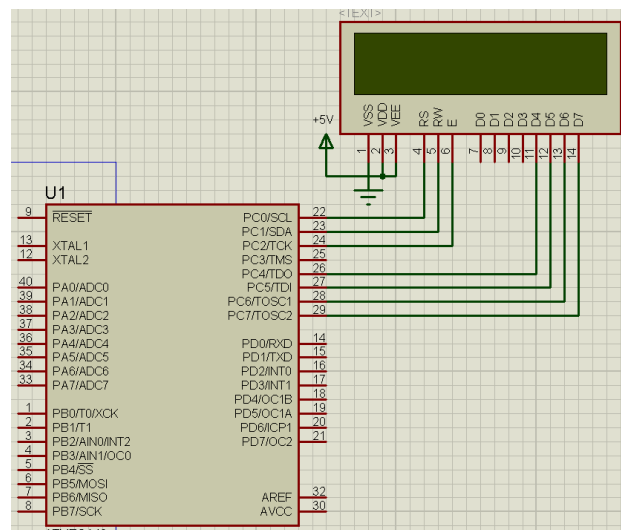 <TEXT>
+5V
VSS VDD VEE RS RW E D0 D1 D2 D3 D4 D5 D6 D7
1 2 3 4 5 6 7 8 9 10 11 12 13 14
U1
9 RESET PC0/SCL 22
PC1/SDA 23
13 XTAL1 PC2/TCK 24
12 XTAL2 PC3/TMS 25
PC4/TDO 26
40 PA0/ADC0 PC5/TDI 27
39 PA1/ADC1 PC6/TOSC1 28
38 PA2/ADC2 PC7/TOSC2 29
37 PA3/ADC3
36 PA4/ADC4 PD0/RXD 14
35 PA5/ADC5 PD1/TXD 15
34 PA6/ADC6 PD2/INT0 16
33 PA7/ADC7 PD3/INT1 17
PD4/OC1B 18
1 PB0/T0/XCK PD5/OC1A 19
2 PB1/T1 PD6/ICP1 20
3 PB2/AIN0/INT2 PD7/OC2 21
4 PB3/AIN1/OC0
5 PB4/SS
6 PB5/MOSI
7 PB6/MISO AREF 32
8 PB7/SCK AVCC 30